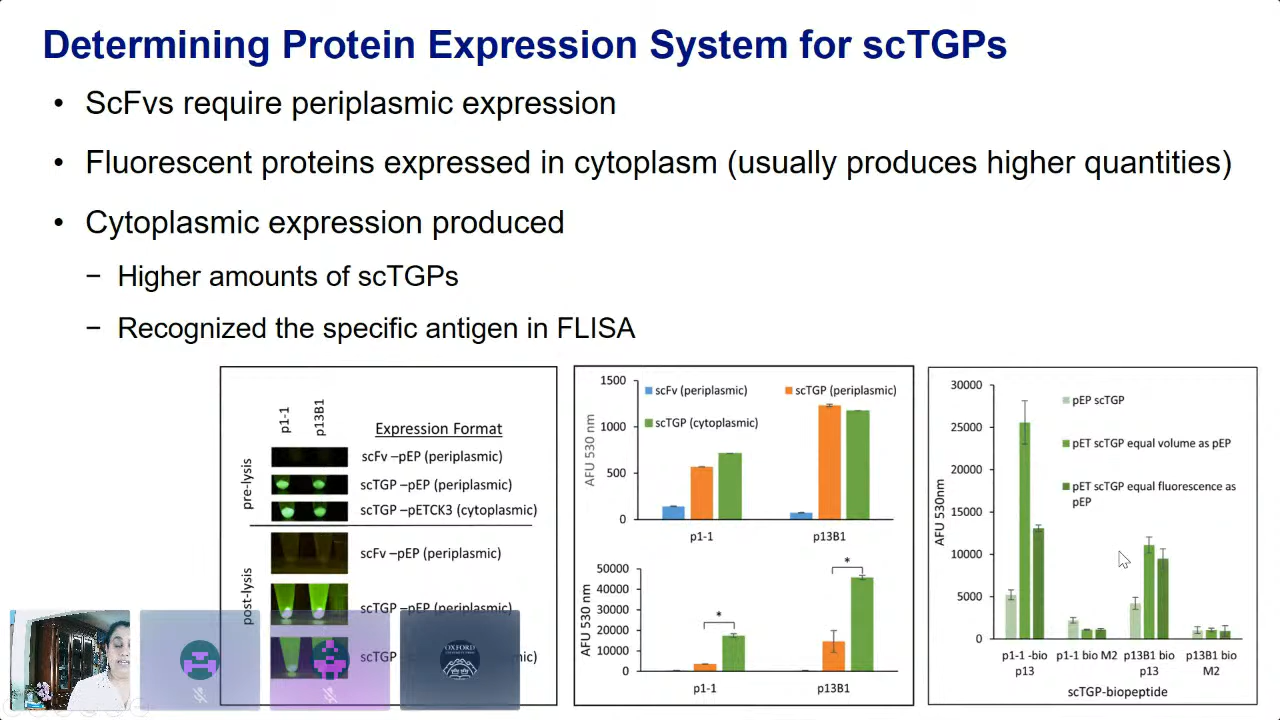 Determining Protein Expression System for scTGPs
• ScFvs require periplasmic expression
• Fluorescent proteins expressed in cytoplasm (usually produces higher quantities)
• Cytoplasmic expression produced
− Higher amounts of scTGPs
− Recognized the specific antigen in FLISA
p1-1
p13B1
Expression Format
pre-lysis
scFv –pEP (periplasmic)
scTGP –pEP (periplasmic)
scTGP –pETCK3 (cytoplasmic)
post-lysis
scFv –pEP (periplasmic)
scTGP –pEP (periplasmic)
OXFORD
AFU 530 nm
1500
1000
500
0
scFv (periplasmic)
scTGP (periplasmic)
scTGP (cytoplasmic)
p1-1
p13B1
AFU 530 nm
50000
40000
30000
20000
10000
0
*
*
p1-1
p13B1
AFU 530nm
30000
25000
20000
15000
10000
5000
0
pEP scTGP
pET scTGP equal volume as pEP
pET scTGP equal fluorescence as
pEP
p1-1 -bio
p13
p1-1 bio M2
p13B1 bio
p13
p13B1 bio
M2
scTGP-biopeptide